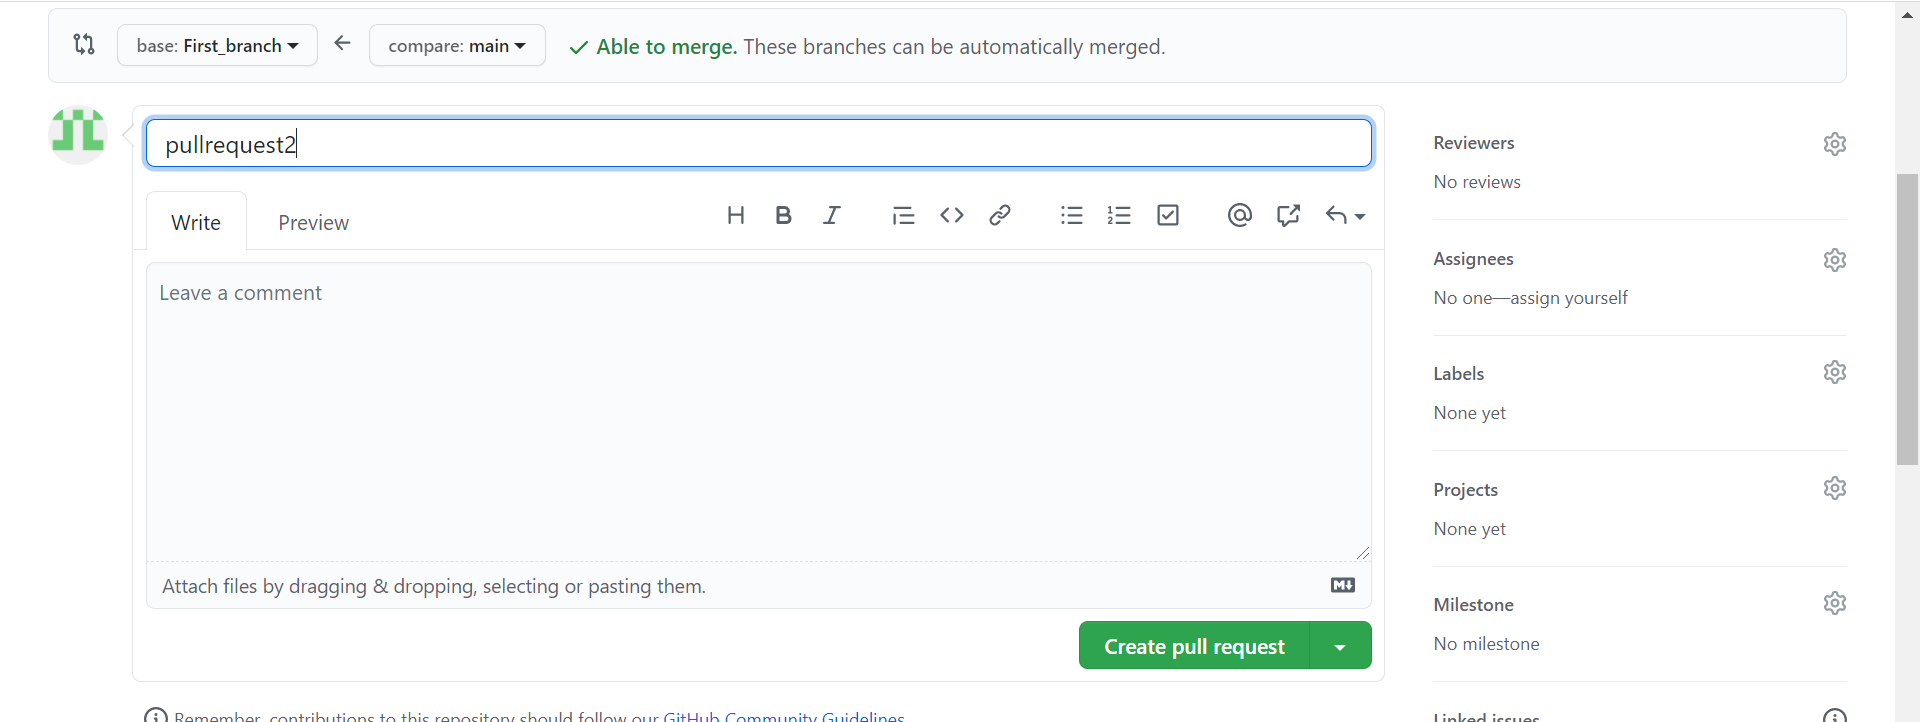 base: First_branch compare: main Able to merge. These branches can be automatically merged.
pullrequest2
Write Preview
Leave a comment
Attach files by dragging & dropping, selecting or pasting them.
Create pull request
Remember, contributions to this repository should follow our GitHub Community Guidelines.
Reviewers
No reviews
Assignees
No one—assign yourself
Labels
None yet
Projects
None yet
Milestone
No milestone
Linked issues